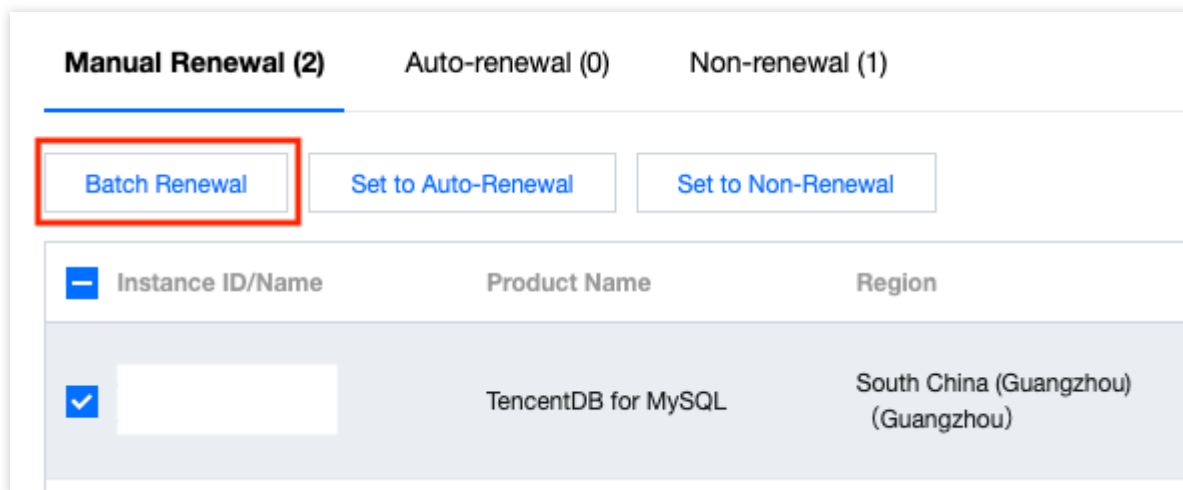 Manual Renewal (2) Auto-renewal (0) Non-renewal (1)
Batch Renewal Set to Auto-Renewal Set to Non-Renewal
Instance ID/Name Product Name Region
TencentDB for MySQL South China (Guangzhou)
（Guangzhou）